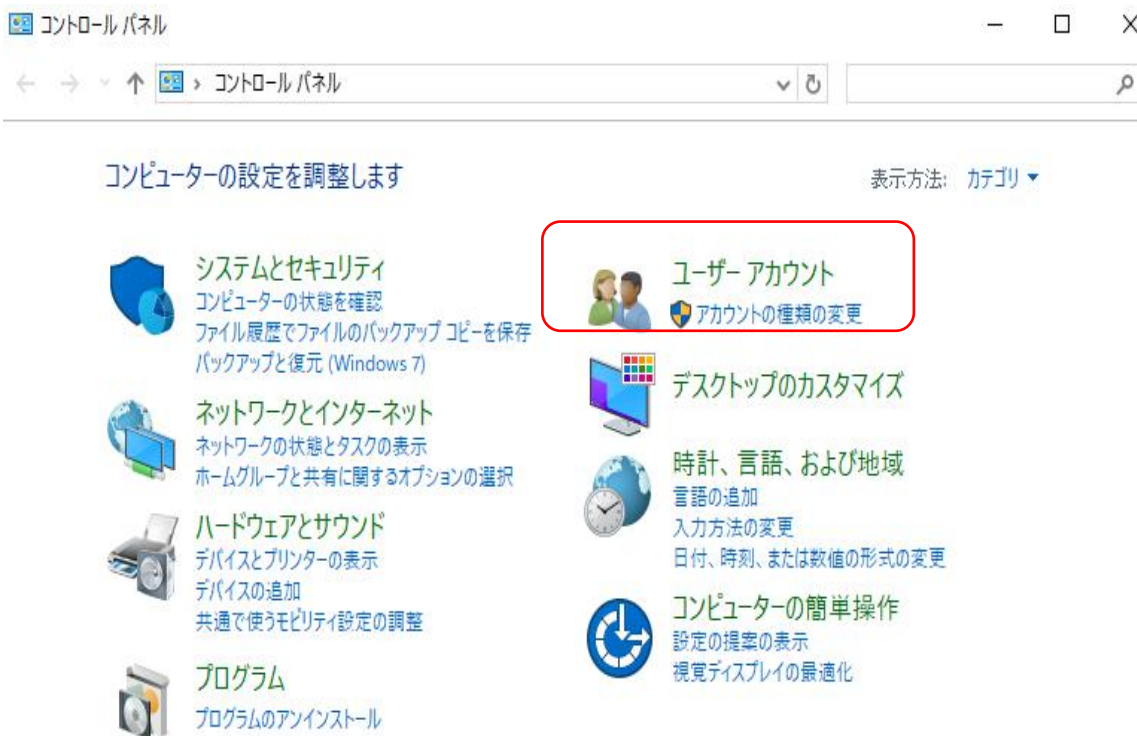 コントロール パネル
コントロール パネル
コンピューターの設定を調整します
表示方法: カテゴリ
システムとセキュリティ
コンピューターの状態を確認
ファイル履歴でファイルのバックアップ コピーを保存
バックアップと復元 (Windows 7)
ネットワークとインターネット
ネットワークの状態とタスクの表示
ホームグループと共有に関するオプションの選択
ハードウェアとサウンド
デバイスとプリンターの表示
デバイスの追加
共通で使うモビリティ設定の調整
プログラム
プログラムのアンインストール
ユーザー アカウント
アカウントの種類の変更
デスクトップのカスタマイズ
時計、言語、および地域
言語の追加
入力方法の変更
日付、時刻、または数値の形式の変更
コンピューターの簡単操作
設定の提案の表示
視覚ディスプレイの最適化